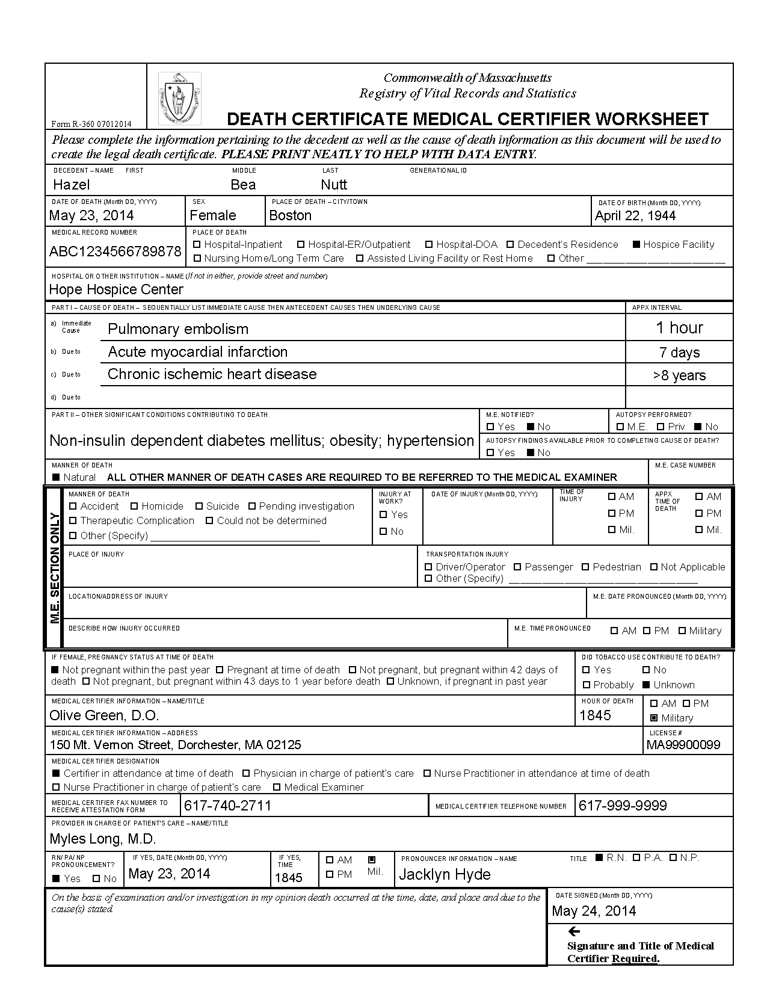 Commonwealth of Massachusetts
Registry of Vital Records and Statistics
Form R-360 07012014
DEATH CERTIFICATE MEDICAL CERTIFIER WORKSHEET
Please complete the information pertaining to the decedent as well as the cause of death information as this document will be used to
create the legal death certificate. PLEASE PRINT NEATLY TO HELP WITH DATA ENTRY.
DECEDENT – NAME FIRST MIDDLE LAST GENERATIONAL ID
Hazel Bea Nutt
DATE OF DEATH (Month DD, YYYY) SEX PLACE OF DEATH – CITY/TOWN DATE OF BIRTH (Month DD, YYYY)
May 23, 2014 Female Boston April 22, 1944
MEDICAL RECORD NUMBER PLACE OF DEATH
ABC1234566789878
☐ Hospital-Inpatient ☐ Hospital-ER/Outpatient ☐ Hospital-DOA ☐ Decedent's Residence ■ Hospice Facility
☐ Nursing Home/Long Term Care ☐ Assisted Living Facility or Rest Home ☐ Other ____
HOSPITAL OR OTHER INSTITUTION – NAME (If not in either, provide street and number)
Hope Hospice Center
PART I – CAUSE OF DEATH – SEQUENTIALLY LIST IMMEDIATE CAUSE THEN ANTECEDENT CAUSES THEN UNDERLYING CAUSE APPX INTERVAL
a) Immediate Cause Pulmonary embolism 1 hour
b) Due to Acute myocardial infarction 7 days
c) Due to Chronic ischemic heart disease >8 years
d) Due to
PART II – OTHER SIGNIFICANT CONDITIONS CONTRIBUTING TO DEATH
Non-insulin dependent diabetes mellitus; obesity; hypertension
M.E. NOTIFIED? AUTOPSY PERFORMED?
☐ Yes ■ No ☐ M.E. ☐ Priv ■ No
AUTOPSY FINDINGS AVAILABLE PRIOR TO COMPLETING CAUSE OF DEATH?
☐ Yes ■ No
MANNER OF DEATH M.E. CASE NUMBER
■ Natural ALL OTHER MANNER OF DEATH CASES ARE REQUIRED TO BE REFERRED TO THE MEDICAL EXAMINER
M.E. SECTION ONLY
MANNER OF DEATH
☐ Accident ☐ Homicide ☐ Suicide ☐ Pending investigation
☐ Therapeutic Complication ☐ Could not be determined
☐ Other (Specify) ____
INJURY AT
WORK?
☐ Yes
☐ No
DATE OF INJURY (Month DD, YYYY)
TIME OF
INJURY
☐ AM
☐ PM
☐ Mil.
APPX
TIME OF
DEATH
☐ AM
☐ PM
☐ Mil.
PLACE OF INJURY
TRANSPORTATION INJURY
☐ Driver/Operator ☐ Passenger ☐ Pedestrian ☐ Not Applicable
☐ Other (Specify) ____
LOCATION/ADDRESS OF INJURY M.E. DATE PRONOUNCED (Month DD, YYYY)
DESCRIBE HOW INJURY OCCURRED M.E. TIME PRONOUNCED ☐ AM ☐ PM ☐ Military
IF FEMALE, PREGNANCY STATUS AT TIME OF DEATH
■ Not pregnant within the past year ☐ Pregnant at time of death ☐ Not pregnant, but pregnant within 42 days of
death ☐ Not pregnant, but pregnant within 43 days to 1 year before death ☐ Unknown, if pregnant in past year
DID TOBACCO USE CONTRIBUTE TO DEATH?
☐ Yes ☐ No
☐ Probably ■ Unknown
MEDICAL CERTIFIER INFORMATION – NAME/TITLE
Olive Green, D.O.
HOUR OF DEATH
1845
☐ AM ☐ PM
▣ Military
MEDICAL CERTIFIER INFORMATION – ADDRESS LICENSE #
150 Mt. Vernon Street, Dorchester, MA 02125 MA99900099
MEDICAL CERTIFIER DESIGNATION
■ Certifier in attendance at time of death ☐ Physician in charge of patient's care ☐ Nurse Practitioner in attendance at time of death
☐ Nurse Practitioner in charge of patient's care ☐ Medical Examiner
MEDICAL CERTIFIER FAX NUMBER TO
RECEIVE ATTESTATION FORM
617-740-2711
MEDICAL CERTIFIER TELEPHONE NUMBER 617-999-9999
PROVIDER IN CHARGE OF PATIENT'S CARE – NAME/TITLE
Myles Long, M.D.
RN/ PA/ NP
PRONOUNCEMENT?
■ Yes ☐ No
IF YES, DATE (Month DD, YYYY)
May 23, 2014
IF YES,
TIME
1845
☐ AM ▣
☐ PM Mil.
PRONOUNCER INFORMATION – NAME TITLE ■ R.N. ☐ P.A. ☐ N.P.
Jacklyn Hyde
On the basis of examination and/or investigation in my opinion death occurred at the time, date, and place and due to the
cause(s) stated.
DATE SIGNED (Month DD, YYYY)
May 24, 2014
←
Signature and Title of Medical
Certifier Required.